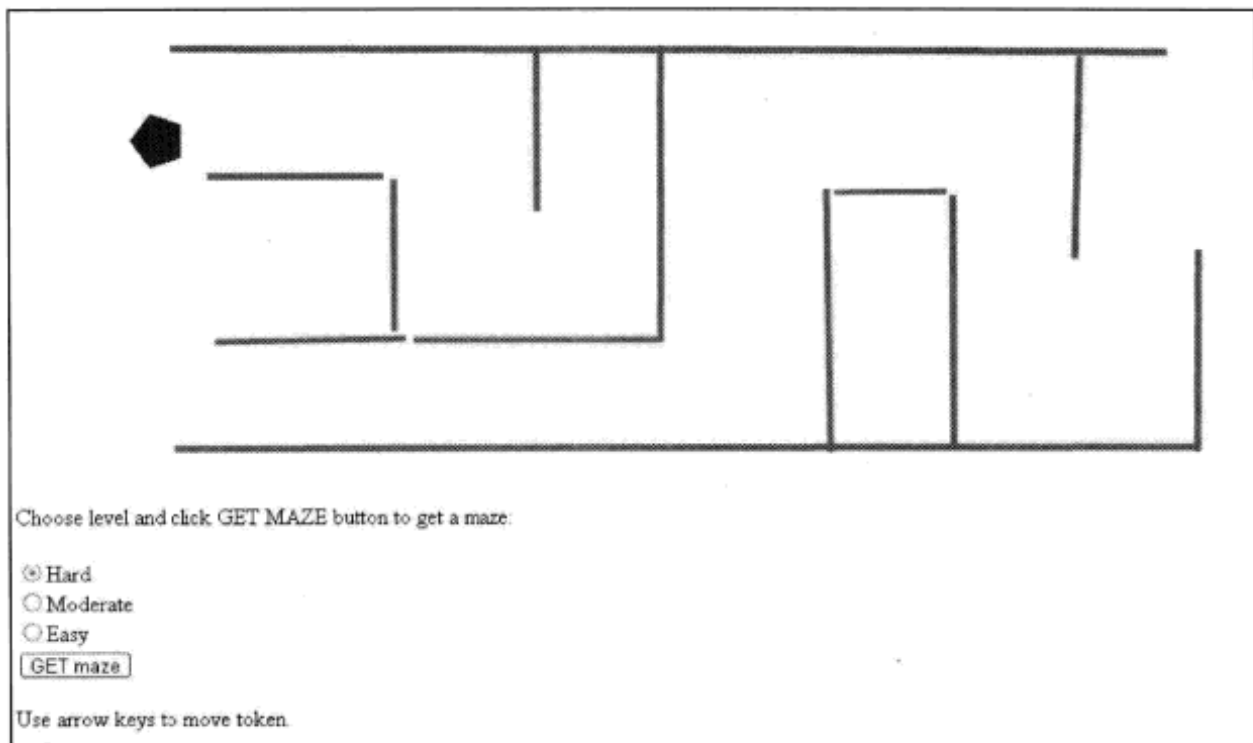 Choose level and click GET MAZE button to get a maze:
Hard
Moderate
Easy
GET maze
Use arrow keys to move token.